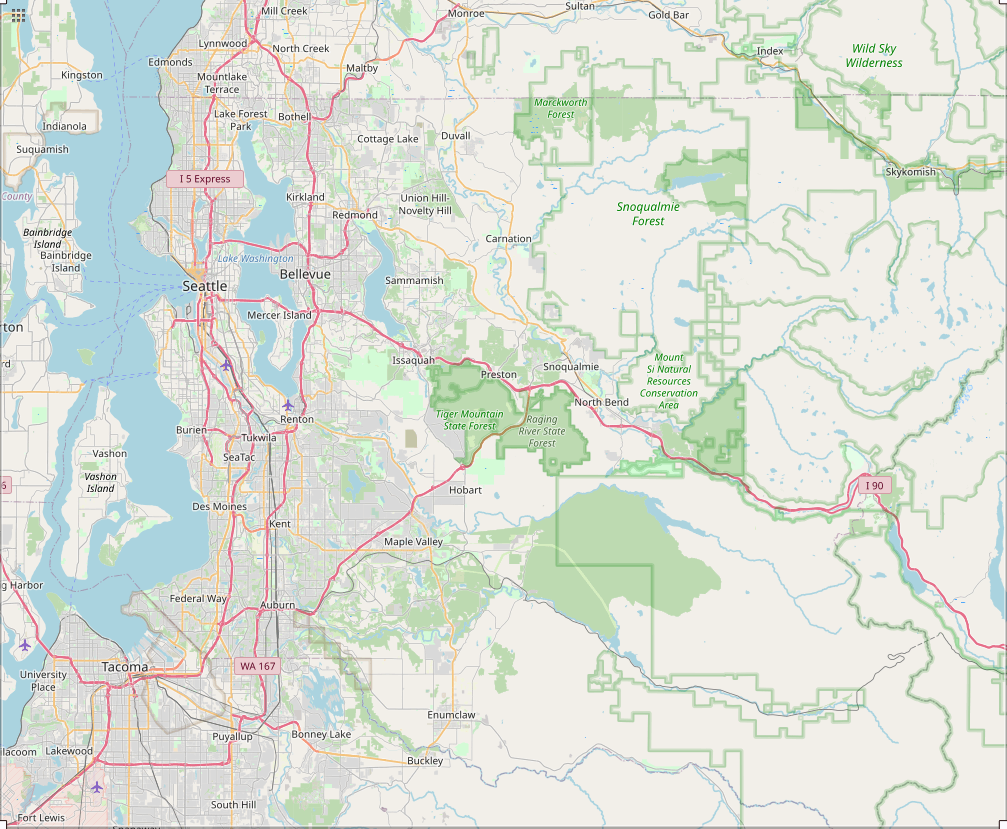 Mill Creek
Monroe
Sultan
Gold Bar
Lynnwood
North Creek
Index
Wild Sky
Wilderness
Edmonds
Maltby
Kingston
Mountlake
Terrace
Marckworth
Forest
Lake Forest
Park
Bothell
Indianola
Cottage Lake
Duvall
Suquamish
Skykomish
I 5 Express
County
Kirkland
Union Hill-
Novelty Hill
Redmond
Snoqualmie
Forest
Bainbridge
Island
Bainbridge
Island
Carnation
Lake Washington
Bellevue
Sammamish
Seattle
Mercer Island
rton
Issaquah
rd
Preston
Snoqualmie
Mount
Si Natural
Resources
Conservation
Area
North Bend
Tiger Mountain
State Forest
Raging
River State
Forest
Renton
Burien
Tukwila
Vashon
SeaTac
Vashon
Island
6
Hobart
I 90
Des Moines
Kent
Maple Valley
g Harbor
Federal Way
Auburn
Tacoma
WA 167
University
Place
Enumclaw
Puyallup
Bonney Lake
lacoom
Lakewood
Buckley
South Hill
Fort Lewis